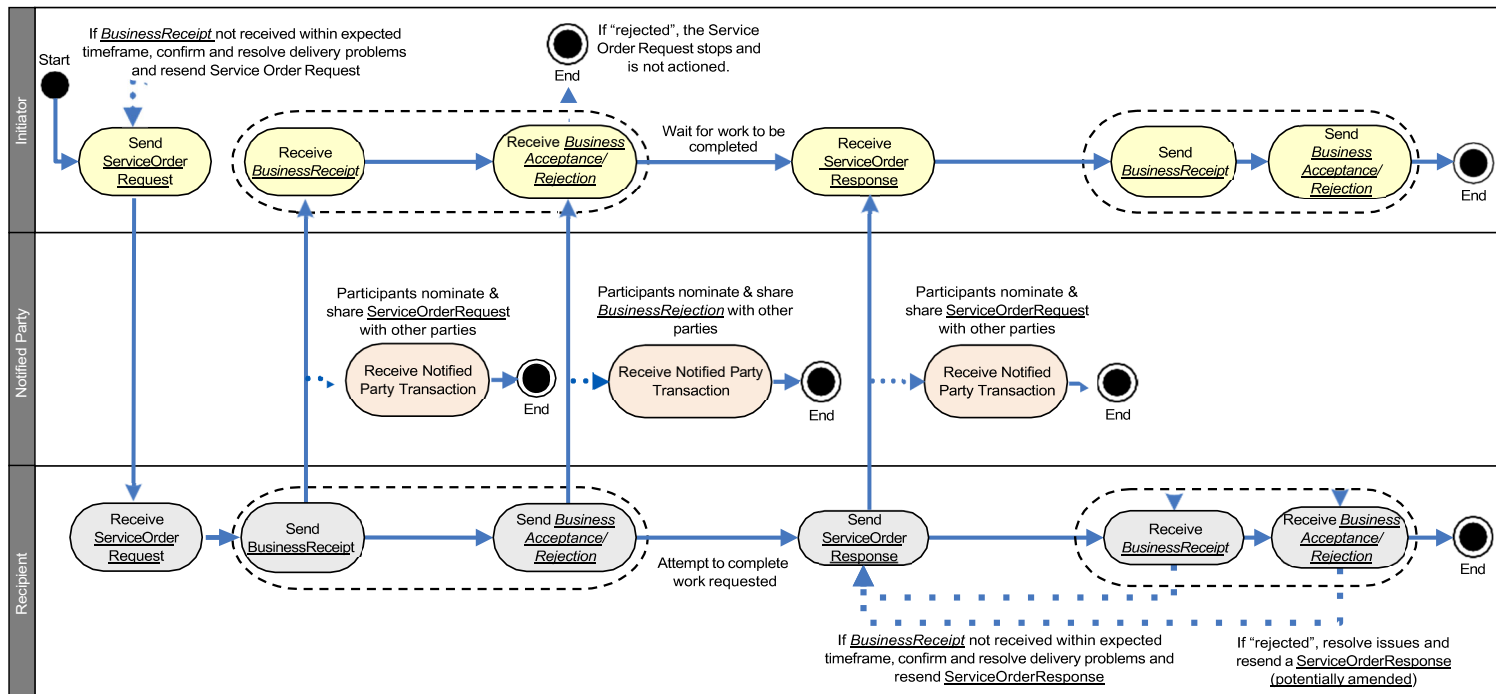 Initiator
Start
If BusinessReceipt not received within expected
timeframe, confirm and resolve delivery problems
and resend Service Order Request
End
If “rejected”, the Service
Order Request stops and
is not actioned.
Send
ServiceOrder
Request
Receive
BusinessReceipt
Receive Business
Acceptance/
Rejection
Wait for work to be
completed
Receive
ServiceOrder
Response
Send
BusinessReceipt
Send
Business
Acceptance/
Rejection
End
Notified Party
Participants nominate &
share ServiceOrderRequest
with other parties
Receive Notified
Party Transaction
End
Participants nominate & share
BusinessRejection with other
parties
Receive Notified Party
Transaction
End
Participants nominate &
share ServiceOrderRequest
with other parties
Receive Notified
Party Transaction
End
Recipient
Receive
ServiceOrder
Request
Send
BusinessReceipt
Send Business
Acceptance/
Rejection
Attempt to complete
work requested
Send
ServiceOrder
Response
Receive
BusinessReceipt
Receive Business
Acceptance/
Rejection
End
If BusinessReceipt not received within expected
timeframe, confirm and resolve delivery problems and
resend ServiceOrderResponse
If “rejected”, resolve issues and
resend a ServiceOrderResponse
(potentially amended)